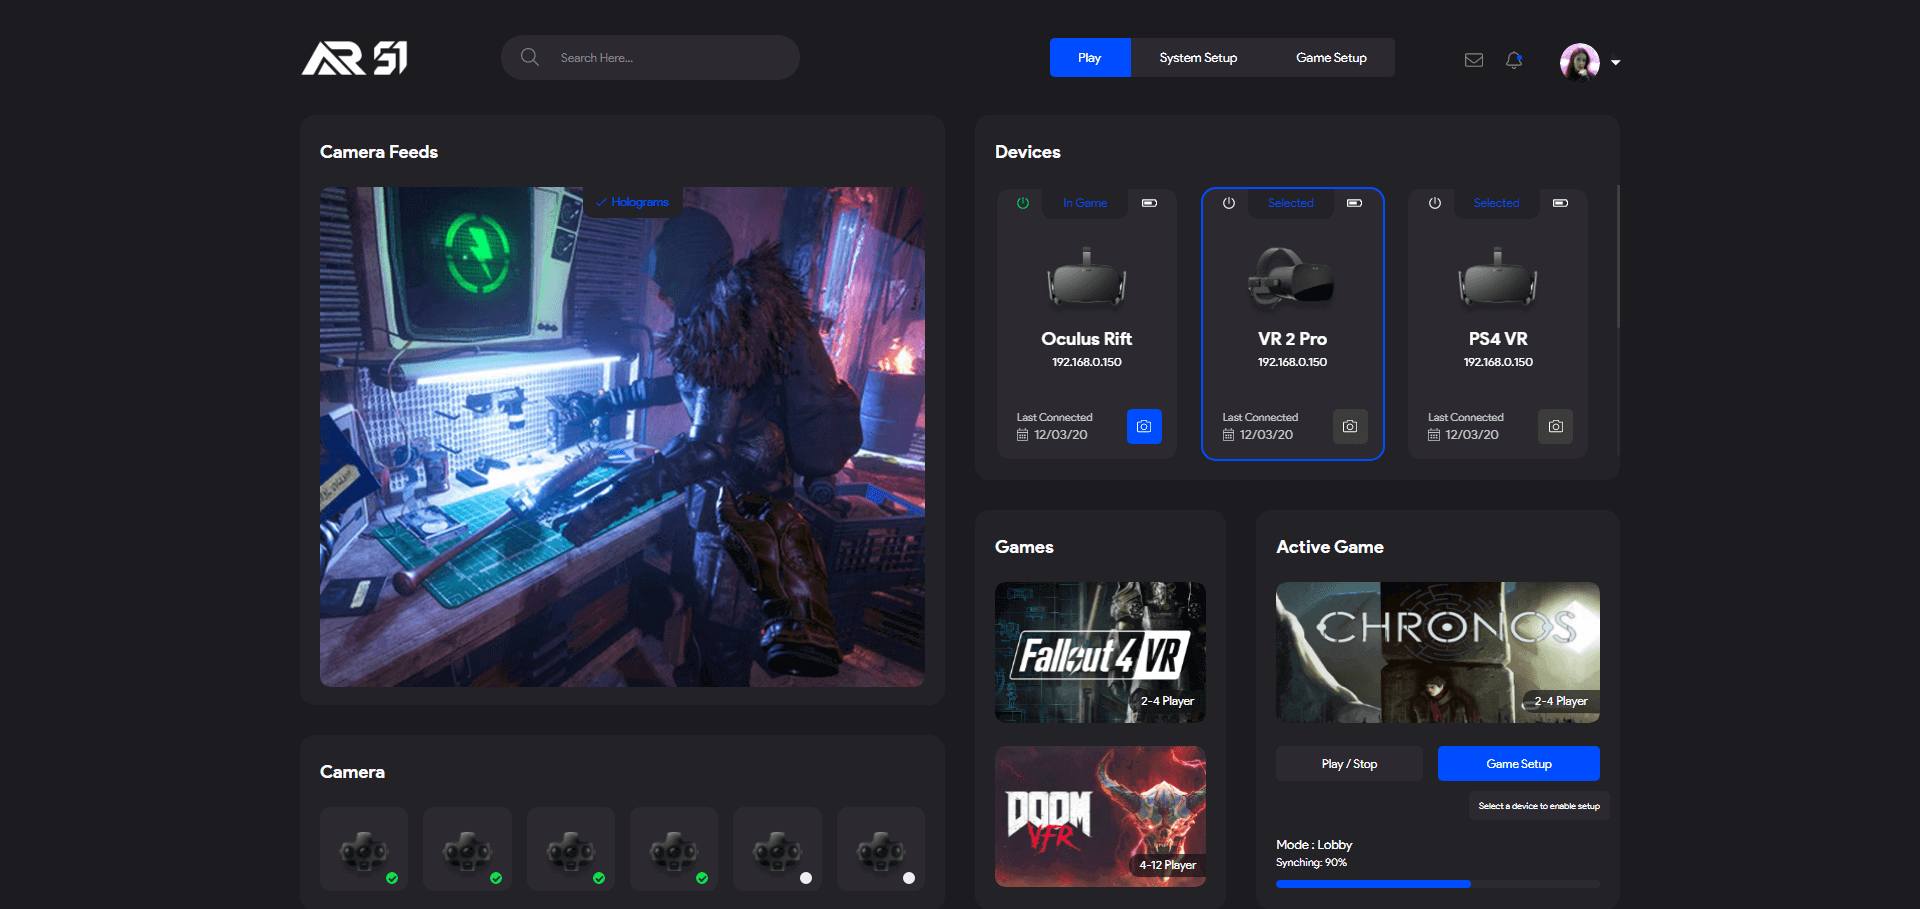 AR 51
Search Here...
Play
System Setup
Game Setup
Camera Feeds
Holograms
Devices
In Game
Selected
Selected
Oculus Rift
192.168.0.150
Last Connected
12/03/20
VR 2 Pro
192.168.0.150
Last Connected
12/03/20
PS4 VR
192.168.0.150
Last Connected
12/03/20
Games
Fallout 4 VR
2-4 Player
DOOM
VFR
4-12 Player
Active Game
CHRONOS
2-4 Player
Play / Stop
Game Setup
Select a device to enable setup
Mode : Lobby
Synching: 90%
Camera